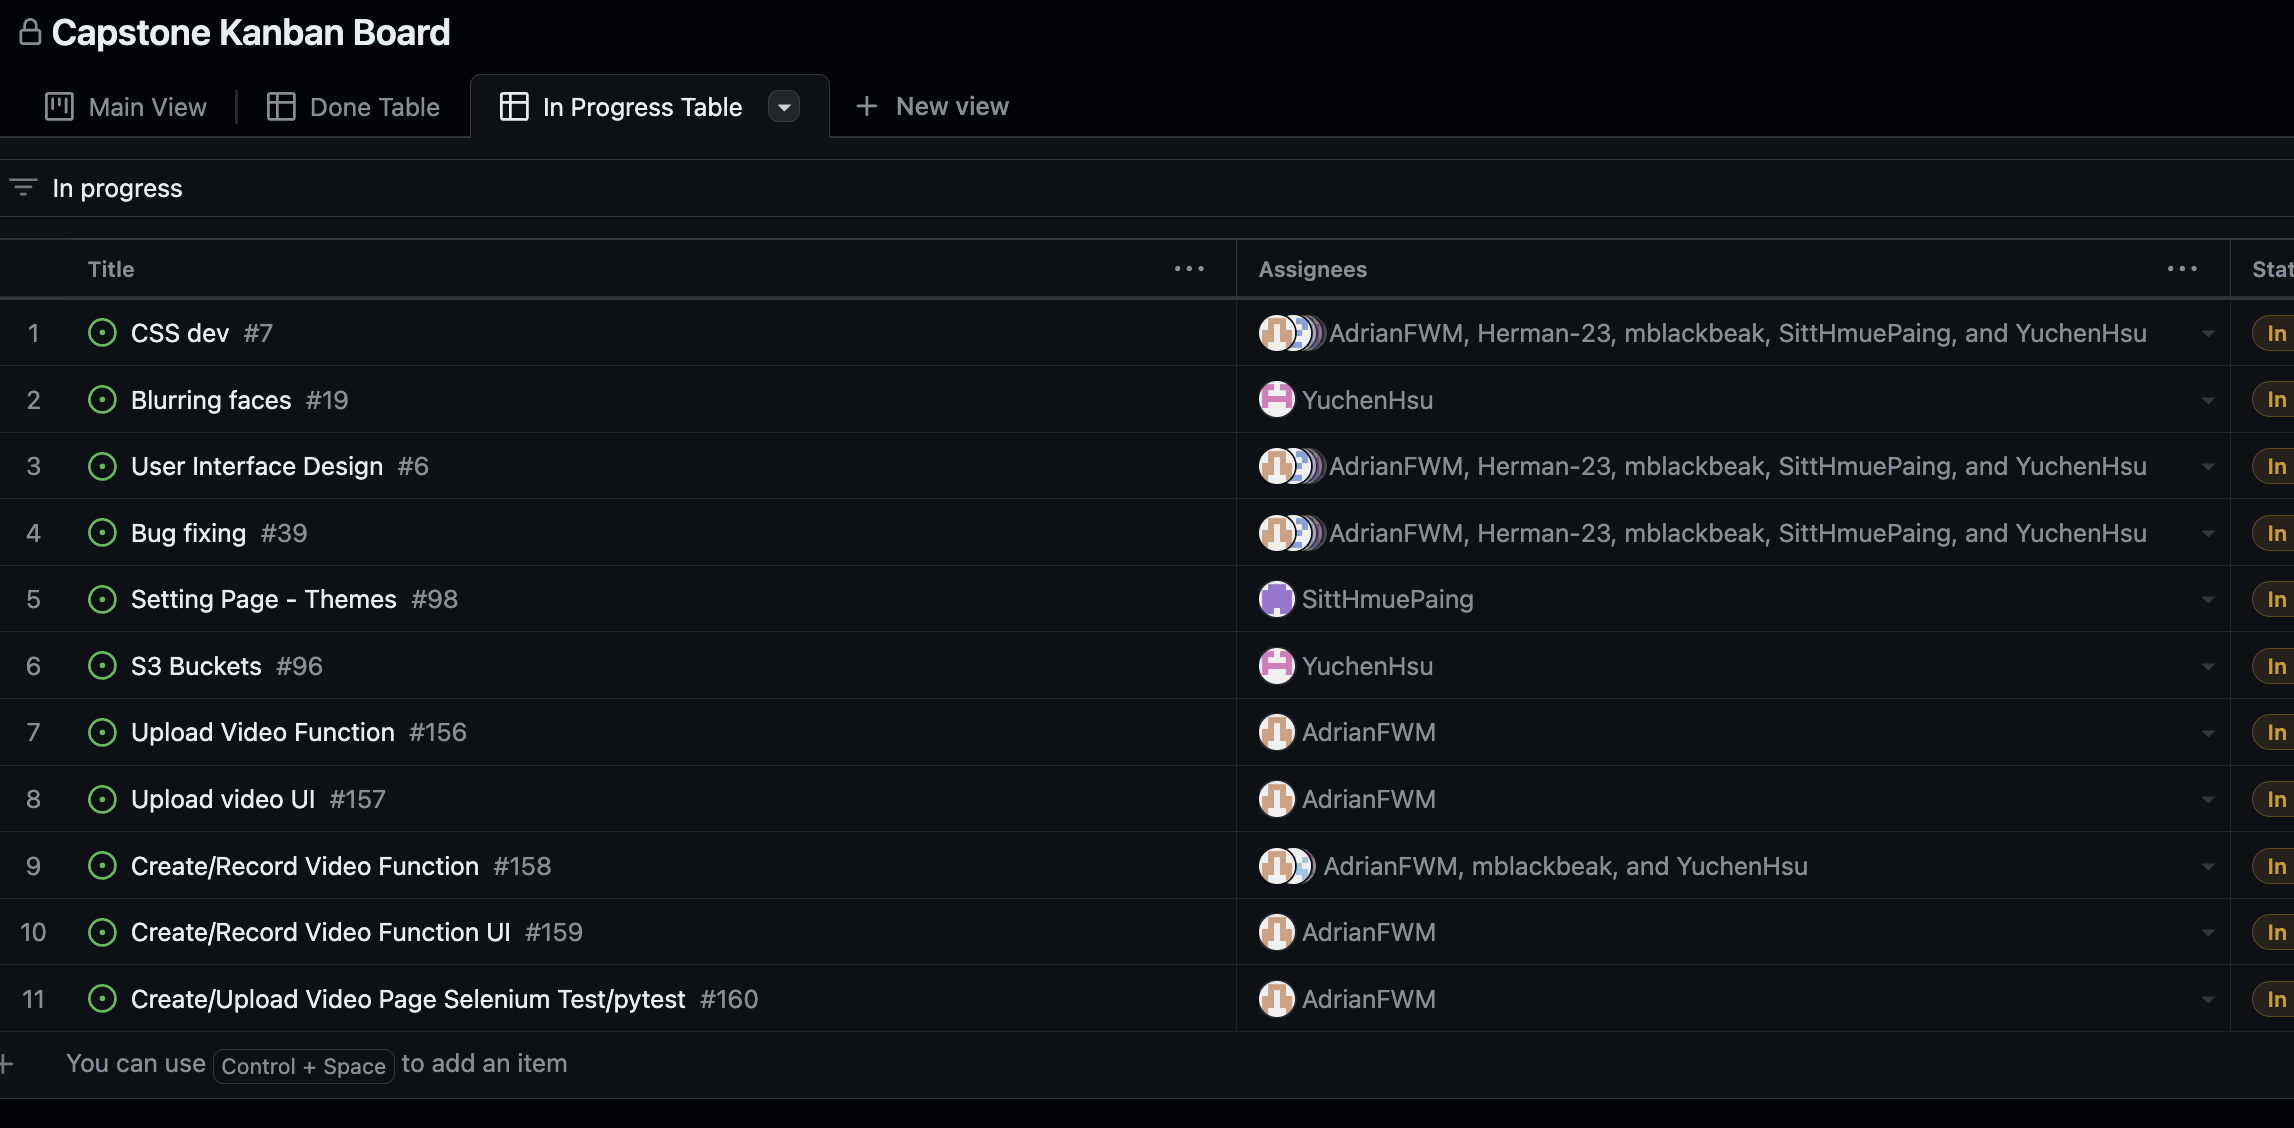 Capstone Kanban Board
Main View Done Table In Progress Table New view
In progress
Title Assignees Stat
1 CSS dev #7 AdrianFWM, Herman-23, mblackbeak, SittHmuePaing, and YuchenHsu In
2 Blurring faces #19 YuchenHsu In
3 User Interface Design #6 AdrianFWM, Herman-23, mblackbeak, SittHmuePaing, and YuchenHsu In
4 Bug fixing #39 AdrianFWM, Herman-23, mblackbeak, SittHmuePaing, and YuchenHsu In
5 Setting Page - Themes #98 SittHmuePaing In
6 S3 Buckets #96 YuchenHsu In
7 Upload Video Function #156 AdrianFWM In
8 Upload video UI #157 AdrianFWM In
9 Create/Record Video Function #158 AdrianFWM, mblackbeak, and YuchenHsu In
10 Create/Record Video Function UI #159 AdrianFWM In
11 Create/Upload Video Page Selenium Test/pytest #160 AdrianFWM In
You can use Control + Space to add an item